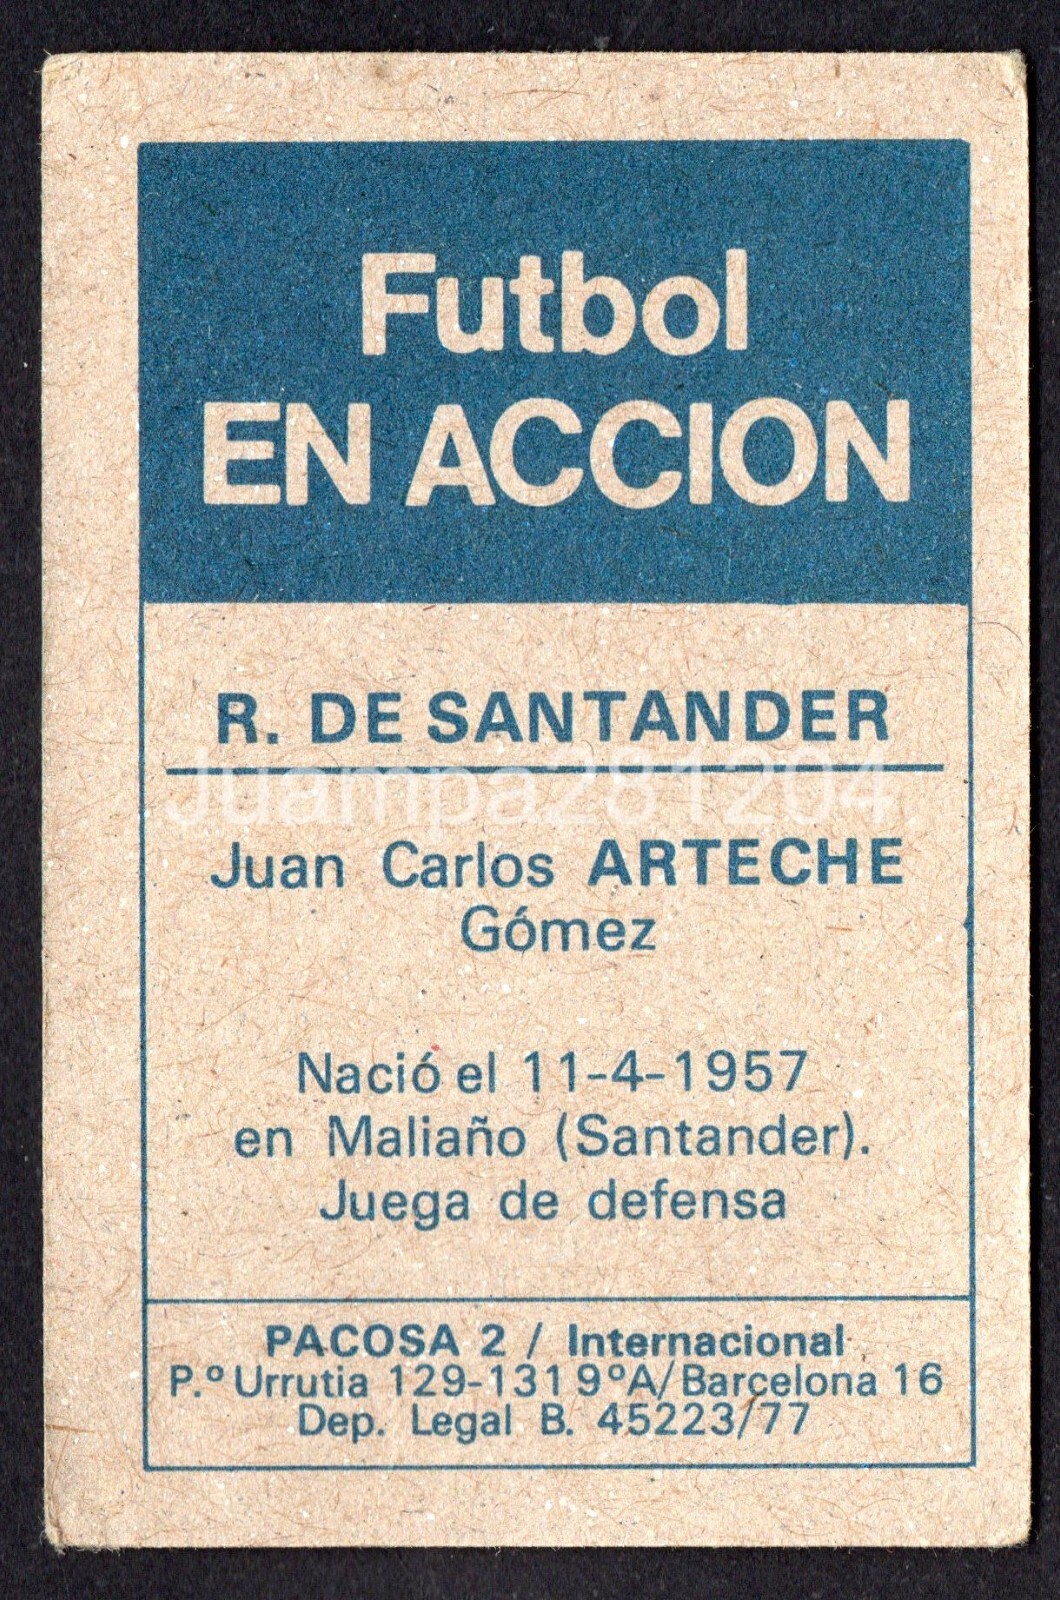 Futbol
EN ACCION
R. DE SANTANDER
Juampa281204
Juan Carlos ARTECHE
Gómez
Nació el 11-4-1957
en Maliaño (Santander).
Juega de defensa
PACOSA 2 / Internacional
P.º Urrutia 129-131 9ºA/Barcelona 16
Dep. Legal B. 45223/77